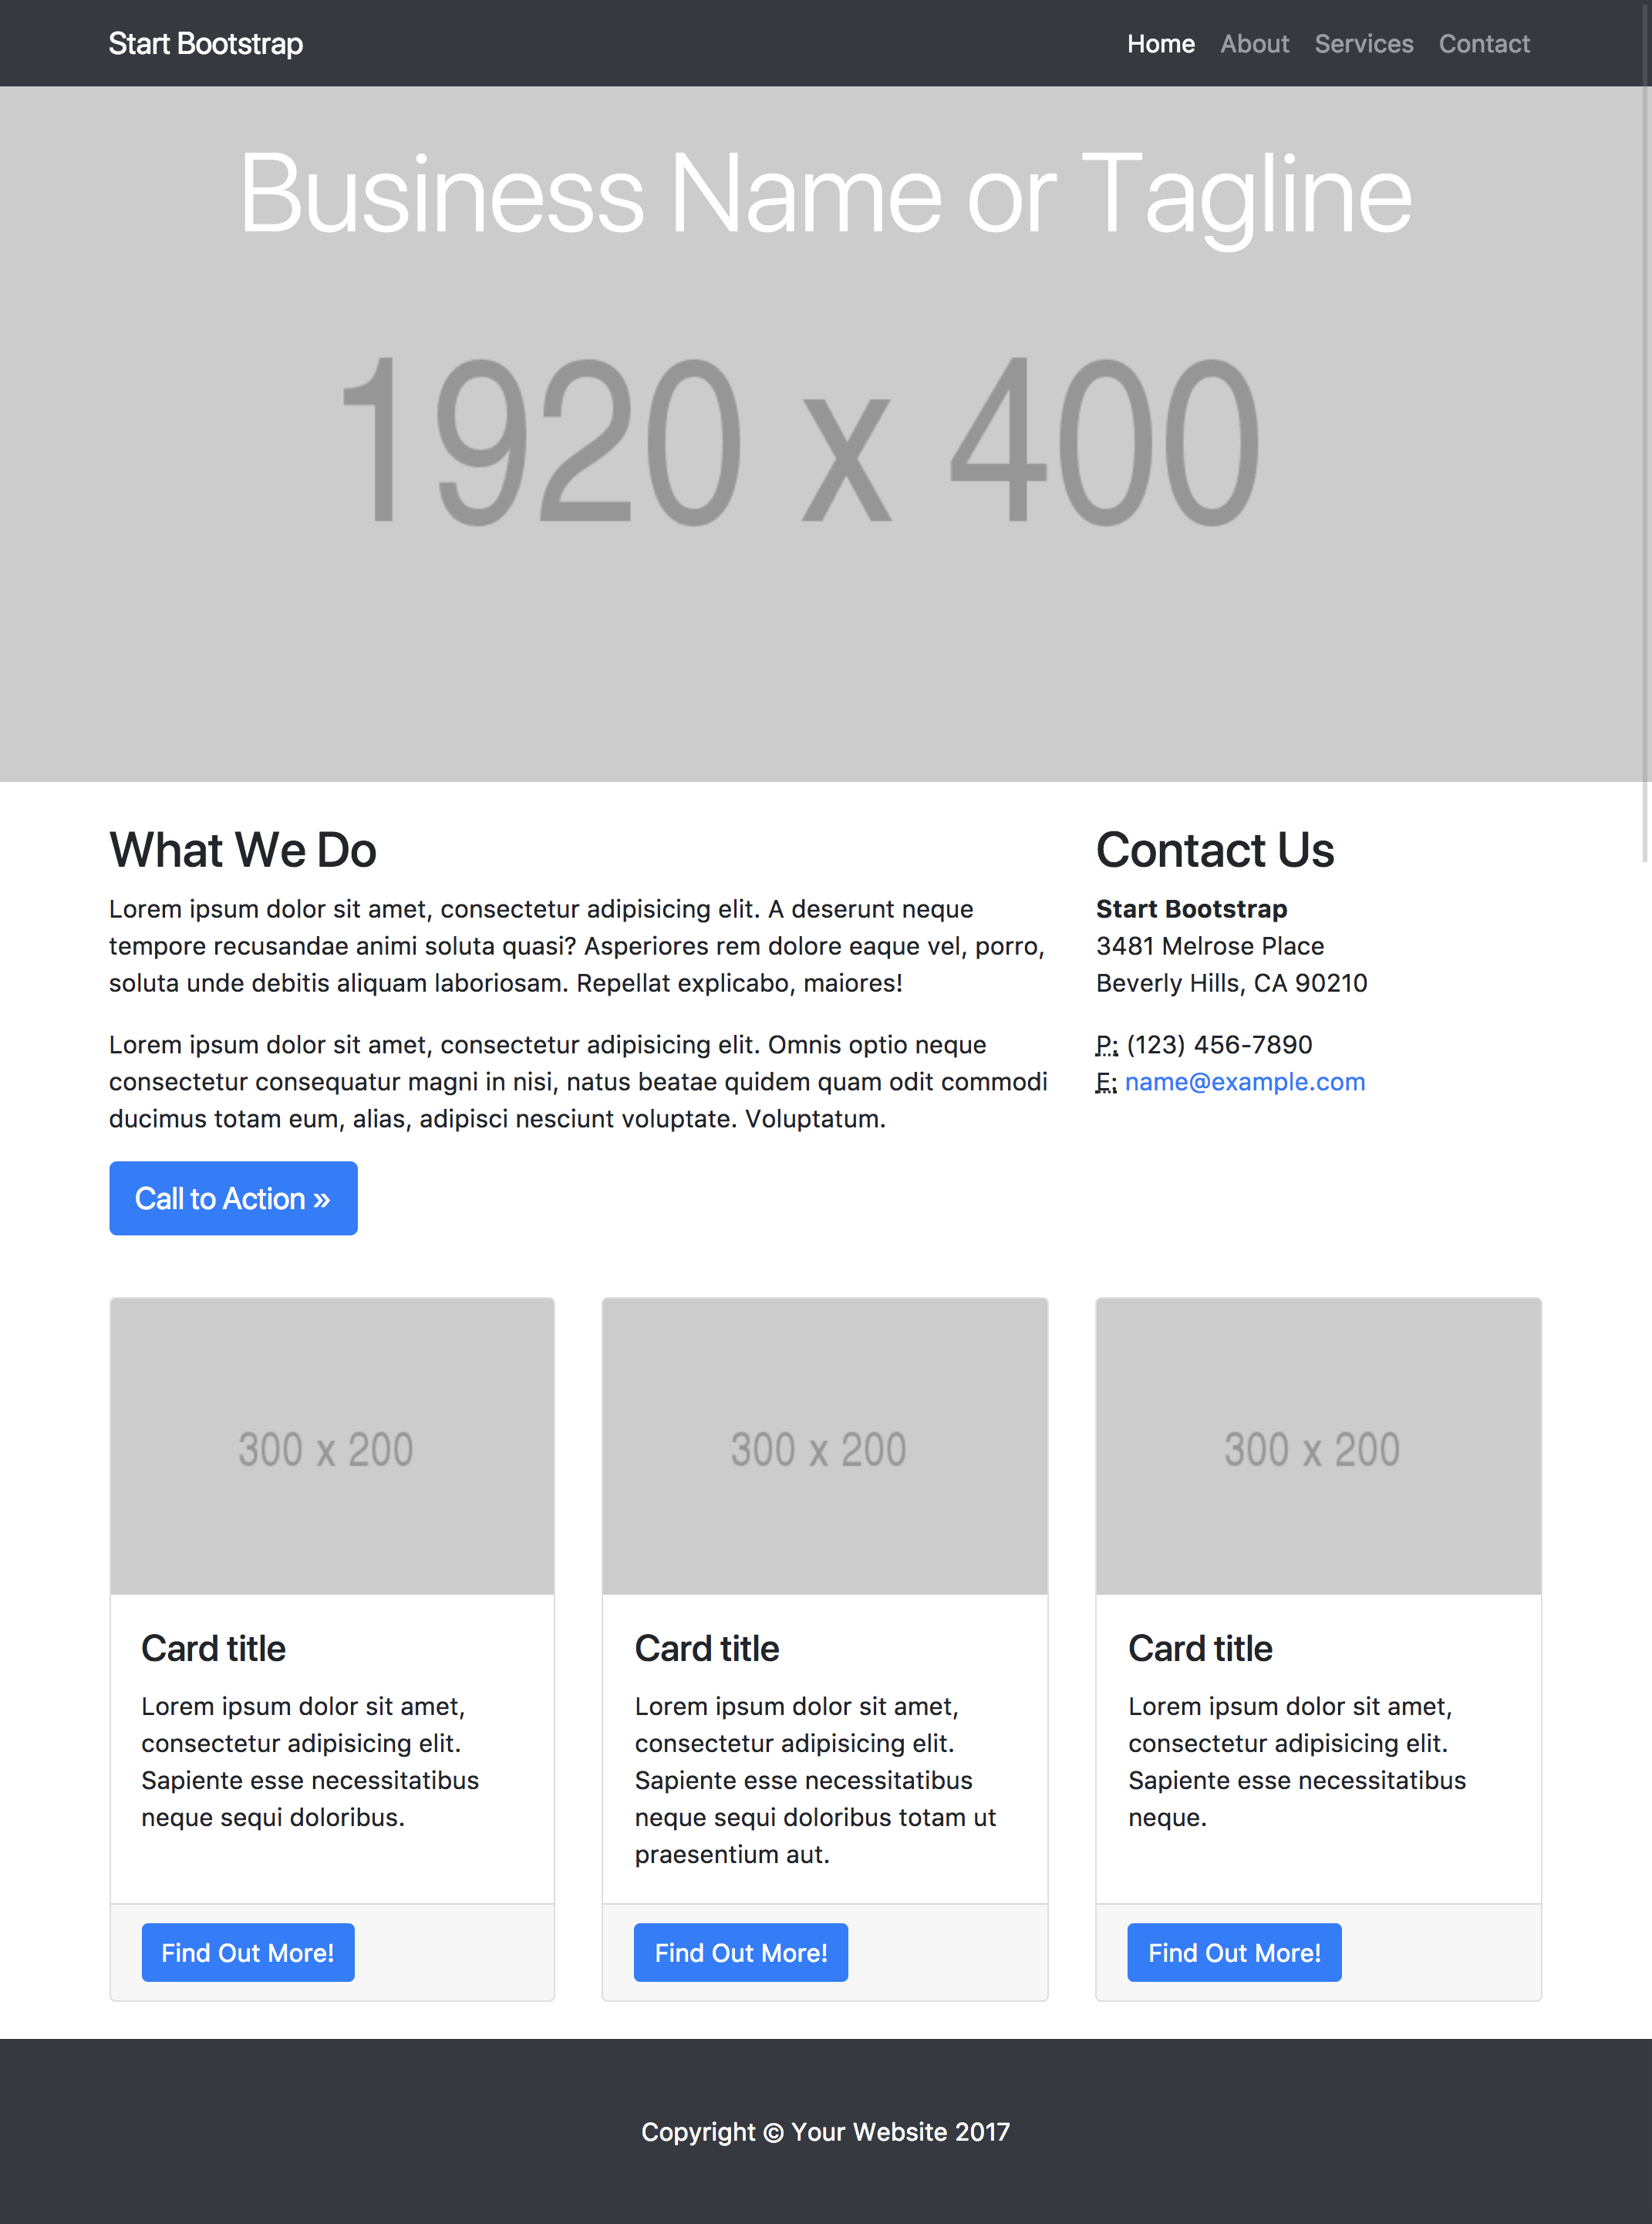 Start Bootstrap
Home About Services Contact
Business Name or Tagline
1920 x 400
What We Do
Lorem ipsum dolor sit amet, consectetur adipisicing elit. A deserunt neque
tempore recusandae animi soluta quasi? Asperiores rem dolore eaque vel, porro,
soluta unde debitis aliquam laboriosam. Repellat explicabo, maiores!
Lorem ipsum dolor sit amet, consectetur adipisicing elit. Omnis optio neque
consectetur consequatur magni in nisi, natus beatae quidem quam odit commodi
ducimus totam eum, alias, adipisci nesciunt voluptate. Voluptatum.
Call to Action »
Contact Us
Start Bootstrap
3481 Melrose Place
Beverly Hills, CA 90210
P: (123) 456-7890
E: name@example.com
300 x 200
Card title
Lorem ipsum dolor sit amet,
consectetur adipisicing elit.
Sapiente esse necessitatibus
neque sequi doloribus.
Find Out More!
300 x 200
Card title
Lorem ipsum dolor sit amet,
consectetur adipisicing elit.
Sapiente esse necessitatibus
neque sequi doloribus totam ut
praesentium aut.
Find Out More!
300 x 200
Card title
Lorem ipsum dolor sit amet,
consectetur adipisicing elit.
Sapiente esse necessitatibus
neque.
Find Out More!
Copyright © Your Website 2017